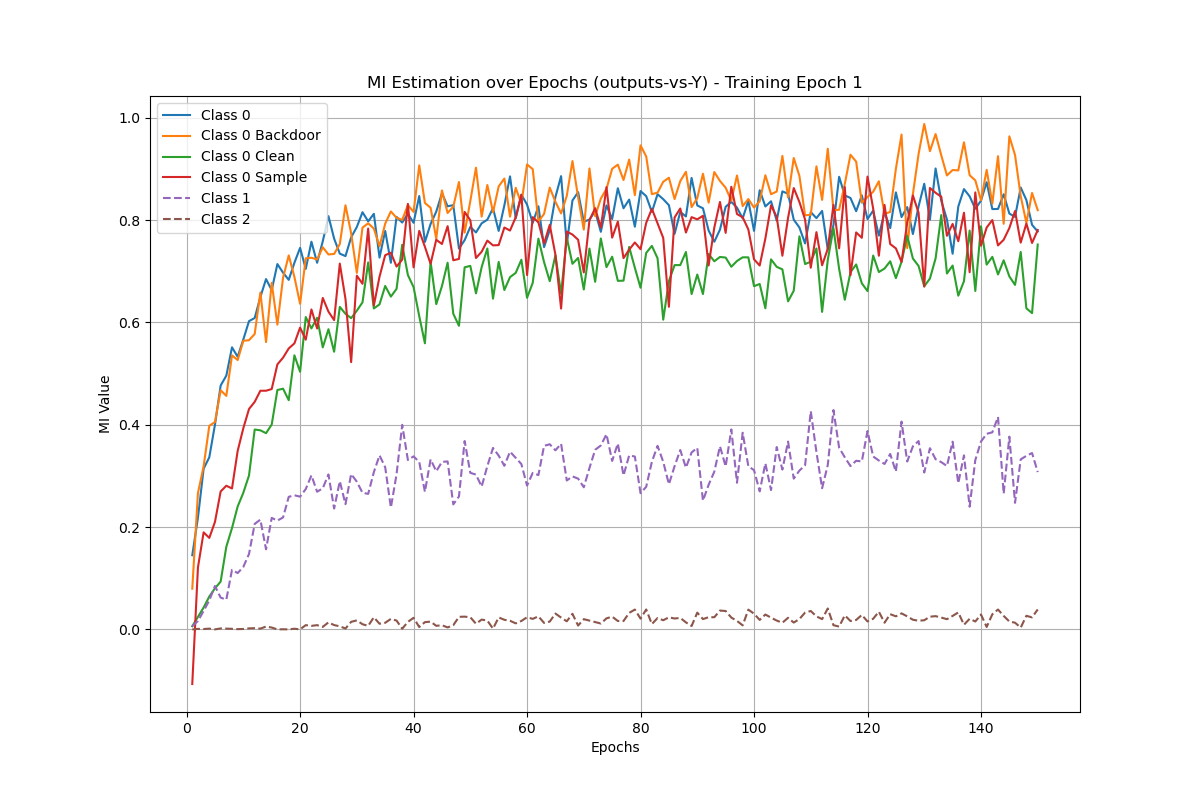 MI Estimation over Epochs (outputs-vs-Y) - Training Epoch 1
Class 0
Class 0 Backdoor
Class 0 Clean
Class 0 Sample
Class 1
Class 2
MI Value
1.0
0.8
0.6
0.4
0.2
0.0
0 20 40 60 80 100 120 140
Epochs